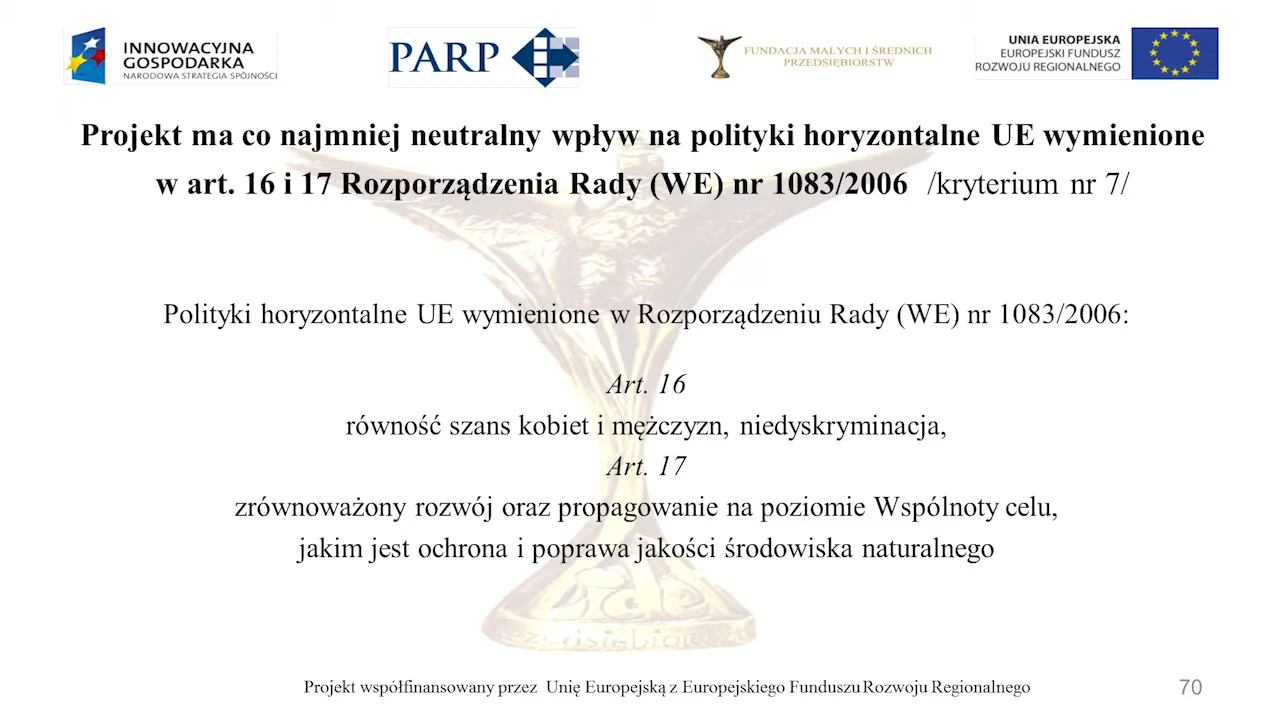 INNOWACYJNA
GOSPODARKA
NARODOWA STRATEGIA SPÓJNOŚCI
PARP
FUNDACJA MAŁYCH I ŚREDNICH
PRZEDSIĘBIORSTW
UNIA EUROPEJSKA
EUROPEJSKI FUNDUSZ
ROZWOJU REGIONALNEGO
Projekt ma co najmniej neutralny wpływ na polityki horyzontalne UE wymienione
w art. 16 i 17 Rozporządzenia Rady (WE) nr 1083/2006 /kryterium nr 7/
Polityki horyzontalne UE wymienione w Rozporządzeniu Rady (WE) nr 1083/2006:
Art. 16
równość szans kobiet i mężczyzn, niedyskryminacja,
Art. 17
zrównoważony rozwój oraz propagowanie na poziomie Wspólnoty celu,
jakim jest ochrona i poprawa jakości środowiska naturalnego
Projekt współfinansowany przez Unię Europejską z Europejskiego Funduszu Rozwoju Regionalnego
70